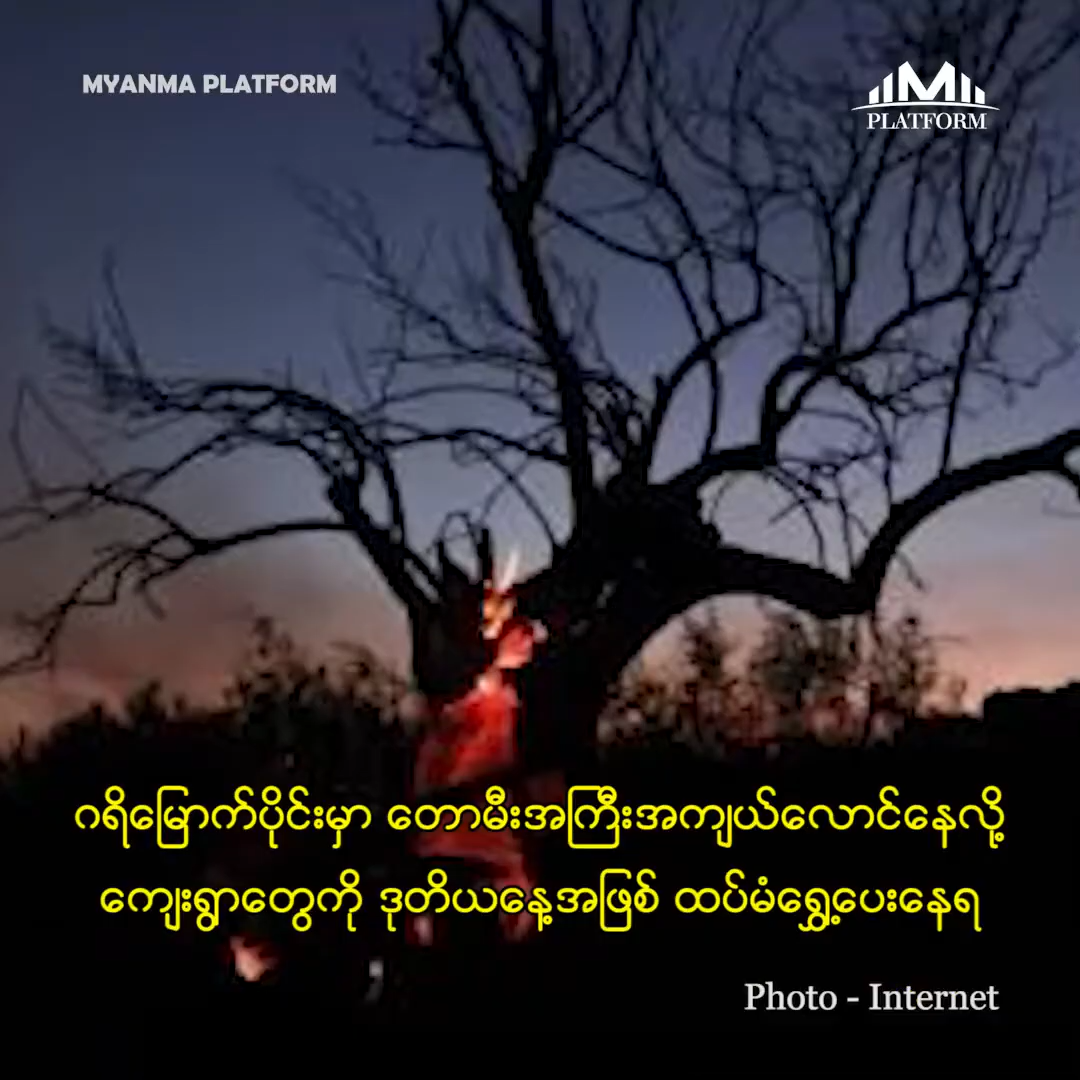 MYANMA PLATFORM
M
PLATFORM
ဂရိမြောက်ပိုင်းမှာ တောမီးအကြီးအကျယ်လောင်နေလို့
ကျေးရွာတွေကို ဒုတိယနေ့အဖြစ် ထပ်မံရွှေ့ပေးနေရ
Photo - Internet